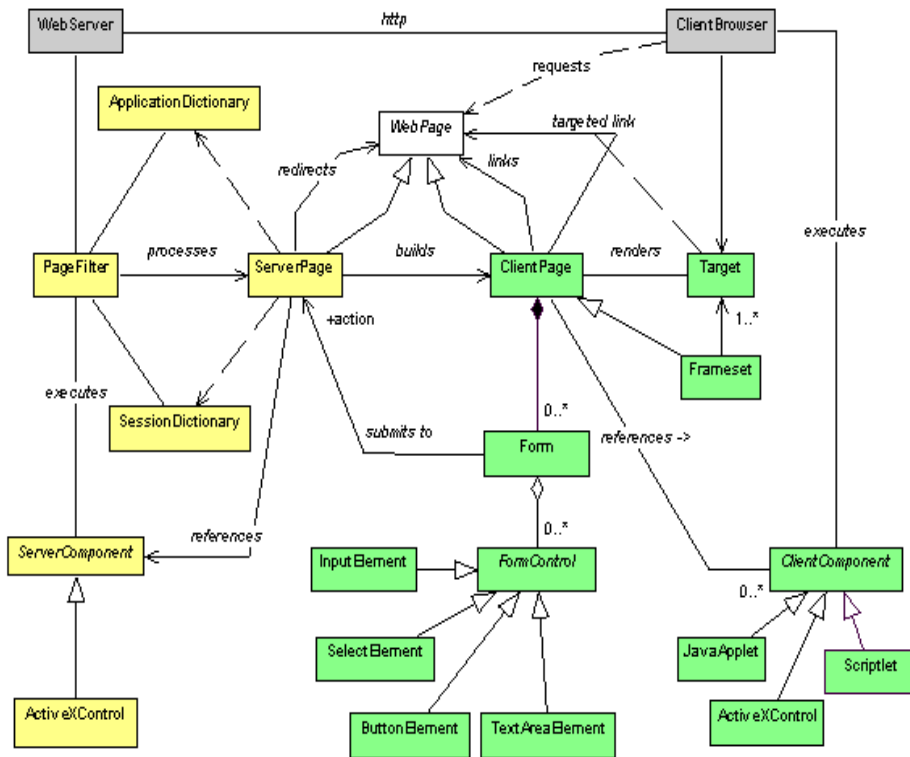 WebServer
http
ClientBrowser
requests
ApplicationDictionary
WebPage
targeted link
redirects
links
executes
processes
builds
renders
PageFilter
ServerPage
ClientPage
Target
+action
1..*
Frameset
executes
SessionDictionary
0..*
submits to
Form
references ->
references
0..*
ServerComponent
InputElement
FormControl
ClientComponent
0..*
SelectElement
JavaApplet
Scriptlet
ActiveXControl
ButtonElement
TextAreaElement
ActiveXControl